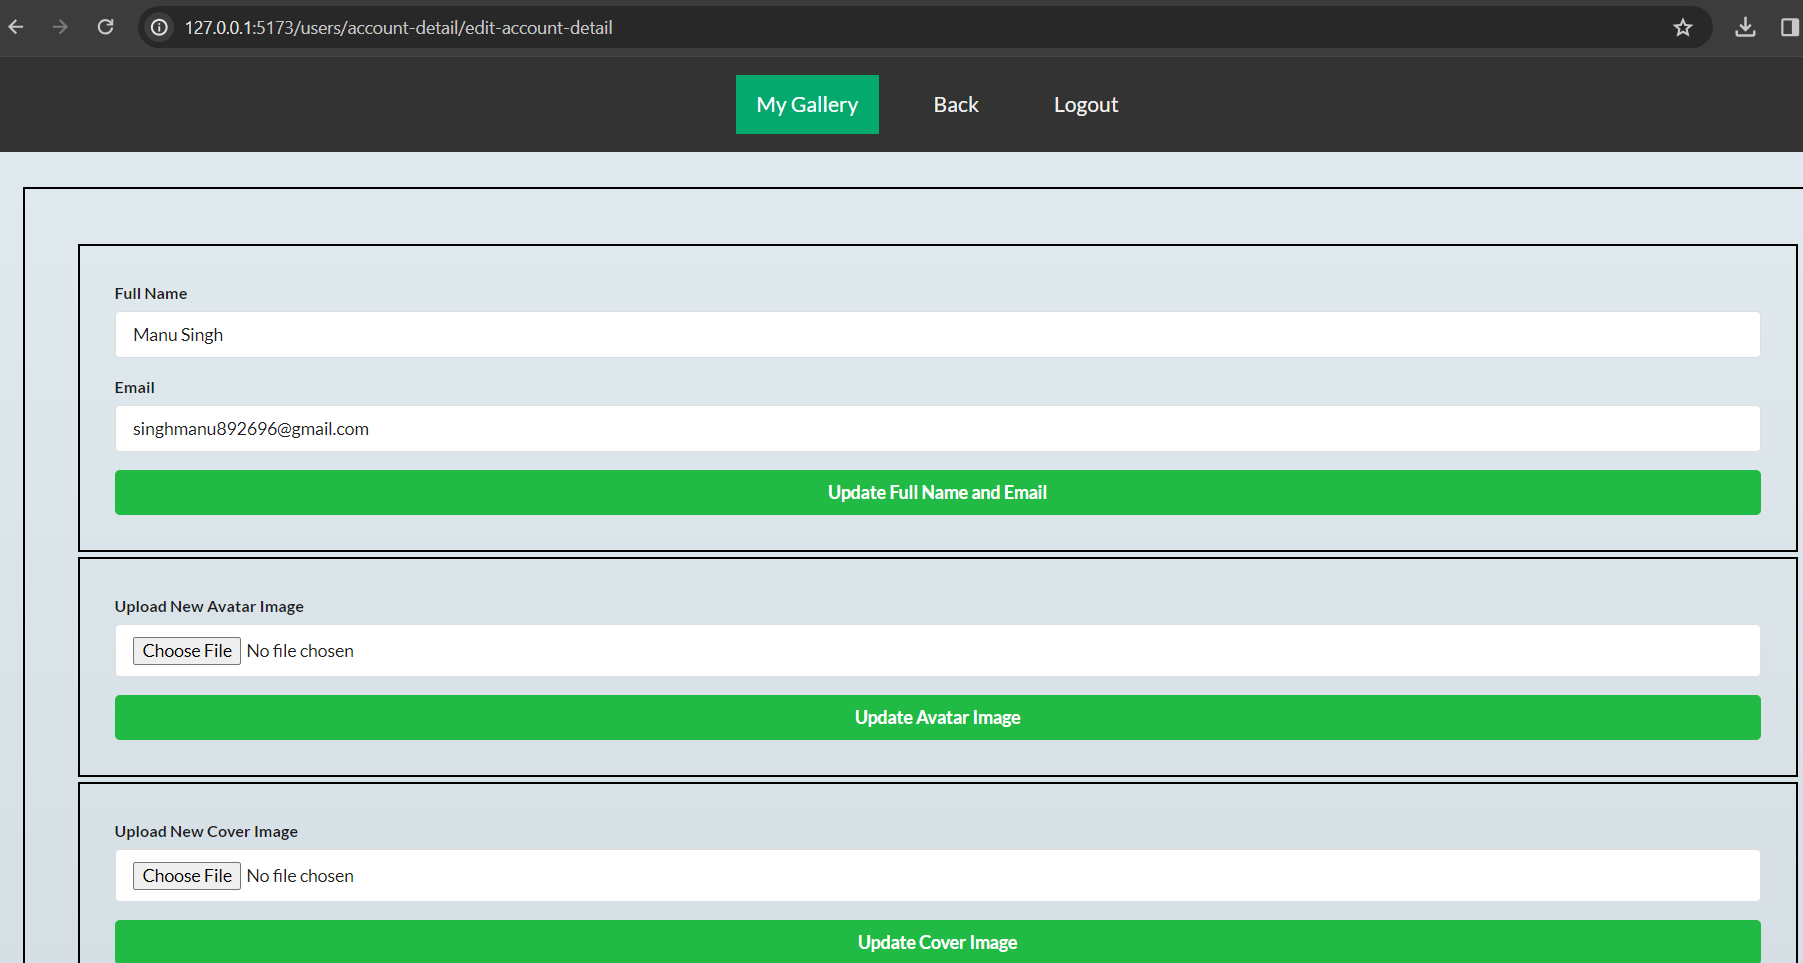 127.0.0.1:5173/users/account-detail/edit-account-detail
My Gallery Back Logout
Full Name
Manu Singh
Email
singhmanu892696@gmail.com
Update Full Name and Email
Upload New Avatar Image
Choose File No file chosen
Update Avatar Image
Upload New Cover Image
Choose File No file chosen
Update Cover Image